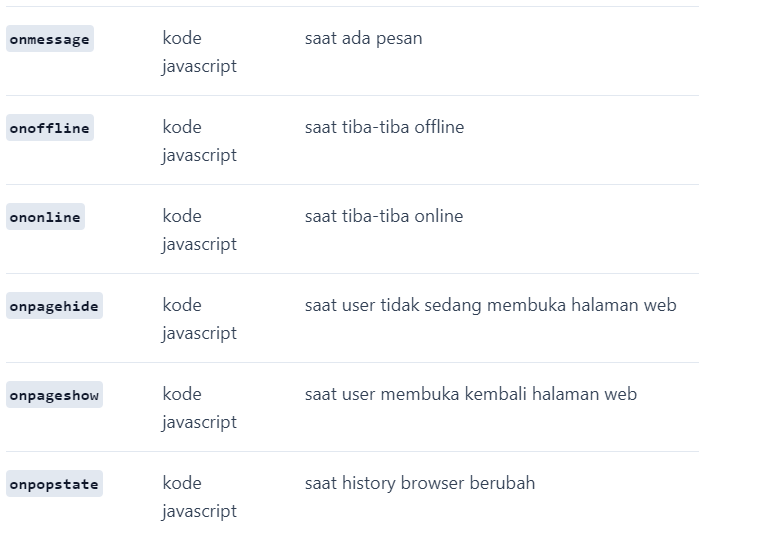 onmessage kode saat ada pesan
javascript
onoffline kode saat tiba-tiba offline
javascript
ononline kode saat tiba-tiba online
javascript
onpagehide kode saat user tidak sedang membuka halaman web
javascript
onpageshow kode saat user membuka kembali halaman web
javascript
onpopstate kode saat history browser berubah
javascript